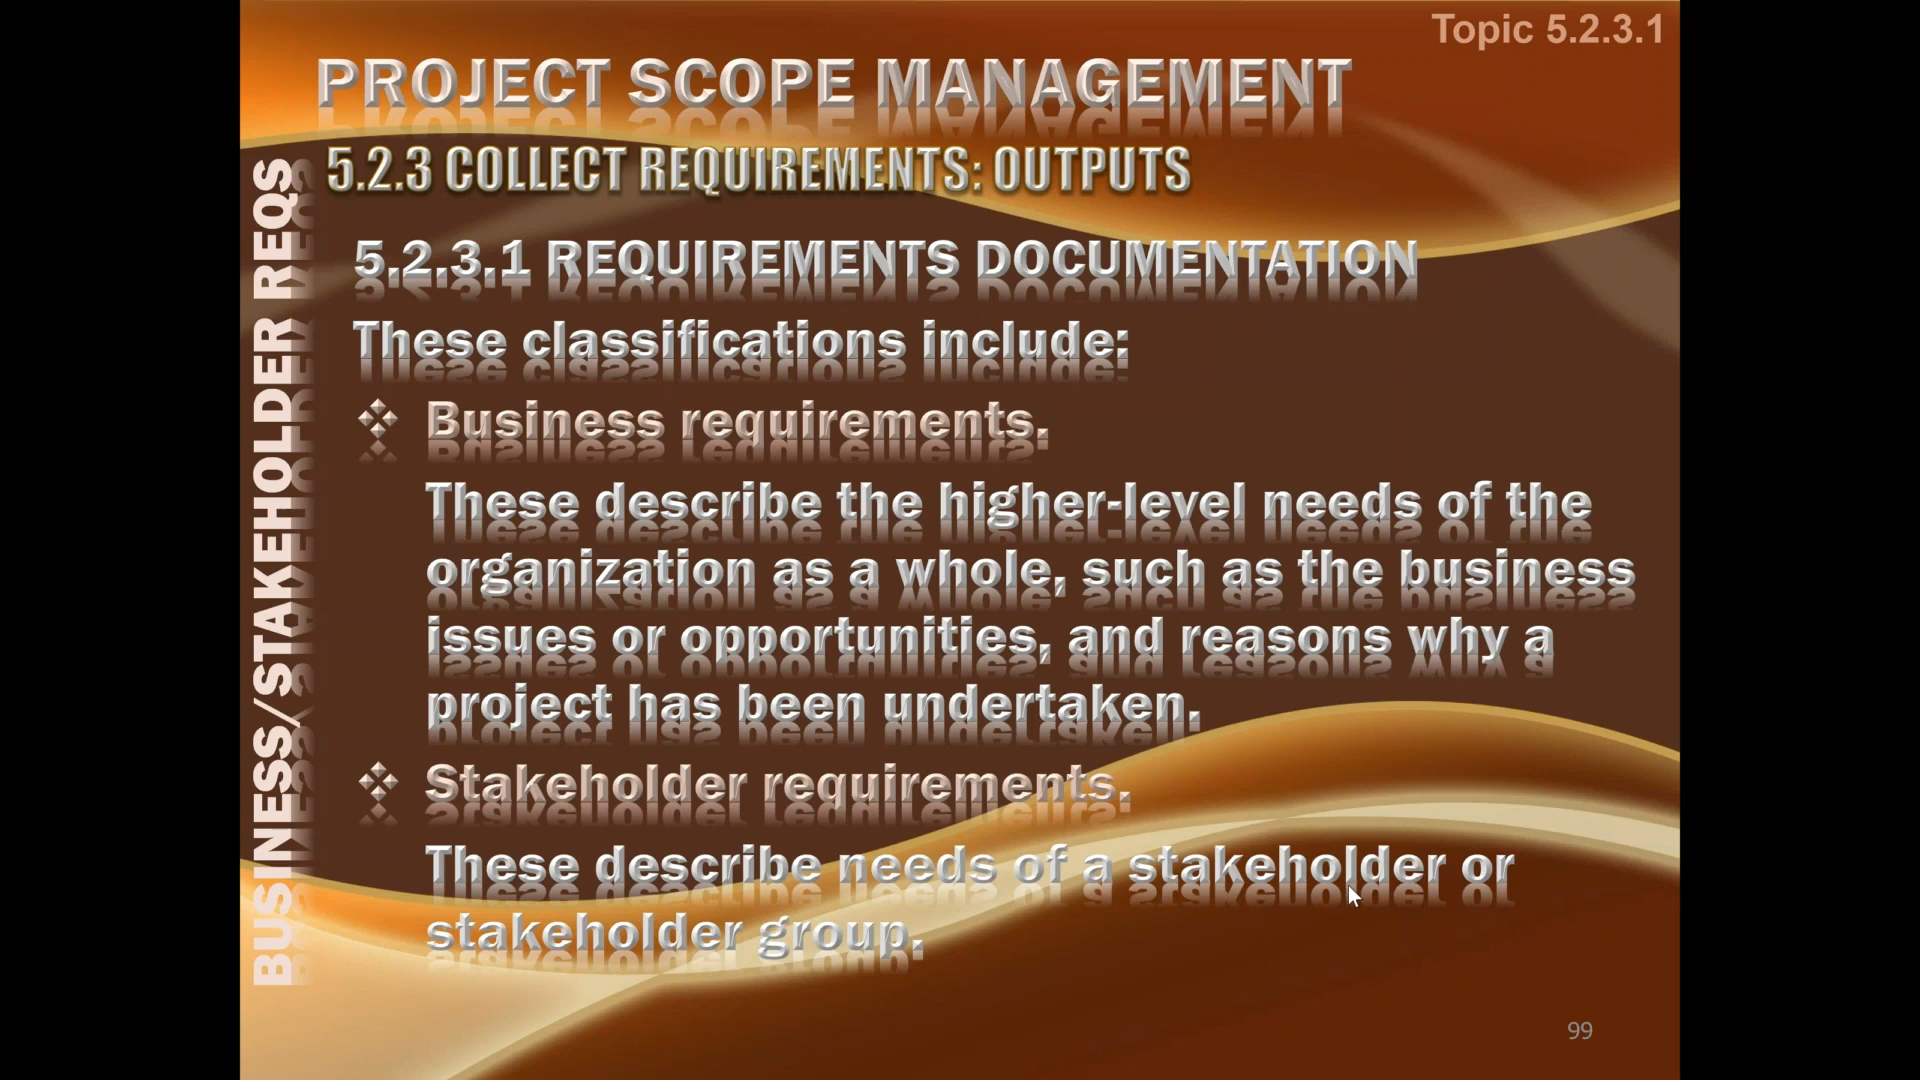 Topic 5.2.3.1
PROJECT SCOPE MANAGEMENT
5.2.3 COLLECT REQUIREMENTS: OUTPUTS
BUSINESS/STAKEHOLDER REQS
5.2.3.1 REQUIREMENTS DOCUMENTATION
These classifications include:
❖ Business requirements.
These describe the higher-level needs of the
organization as a whole, such as the business
issues or opportunities, and reasons why a
project has been undertaken.
❖ Stakeholder requirements.
These describe needs of a stakeholder or
stakeholder group.
99